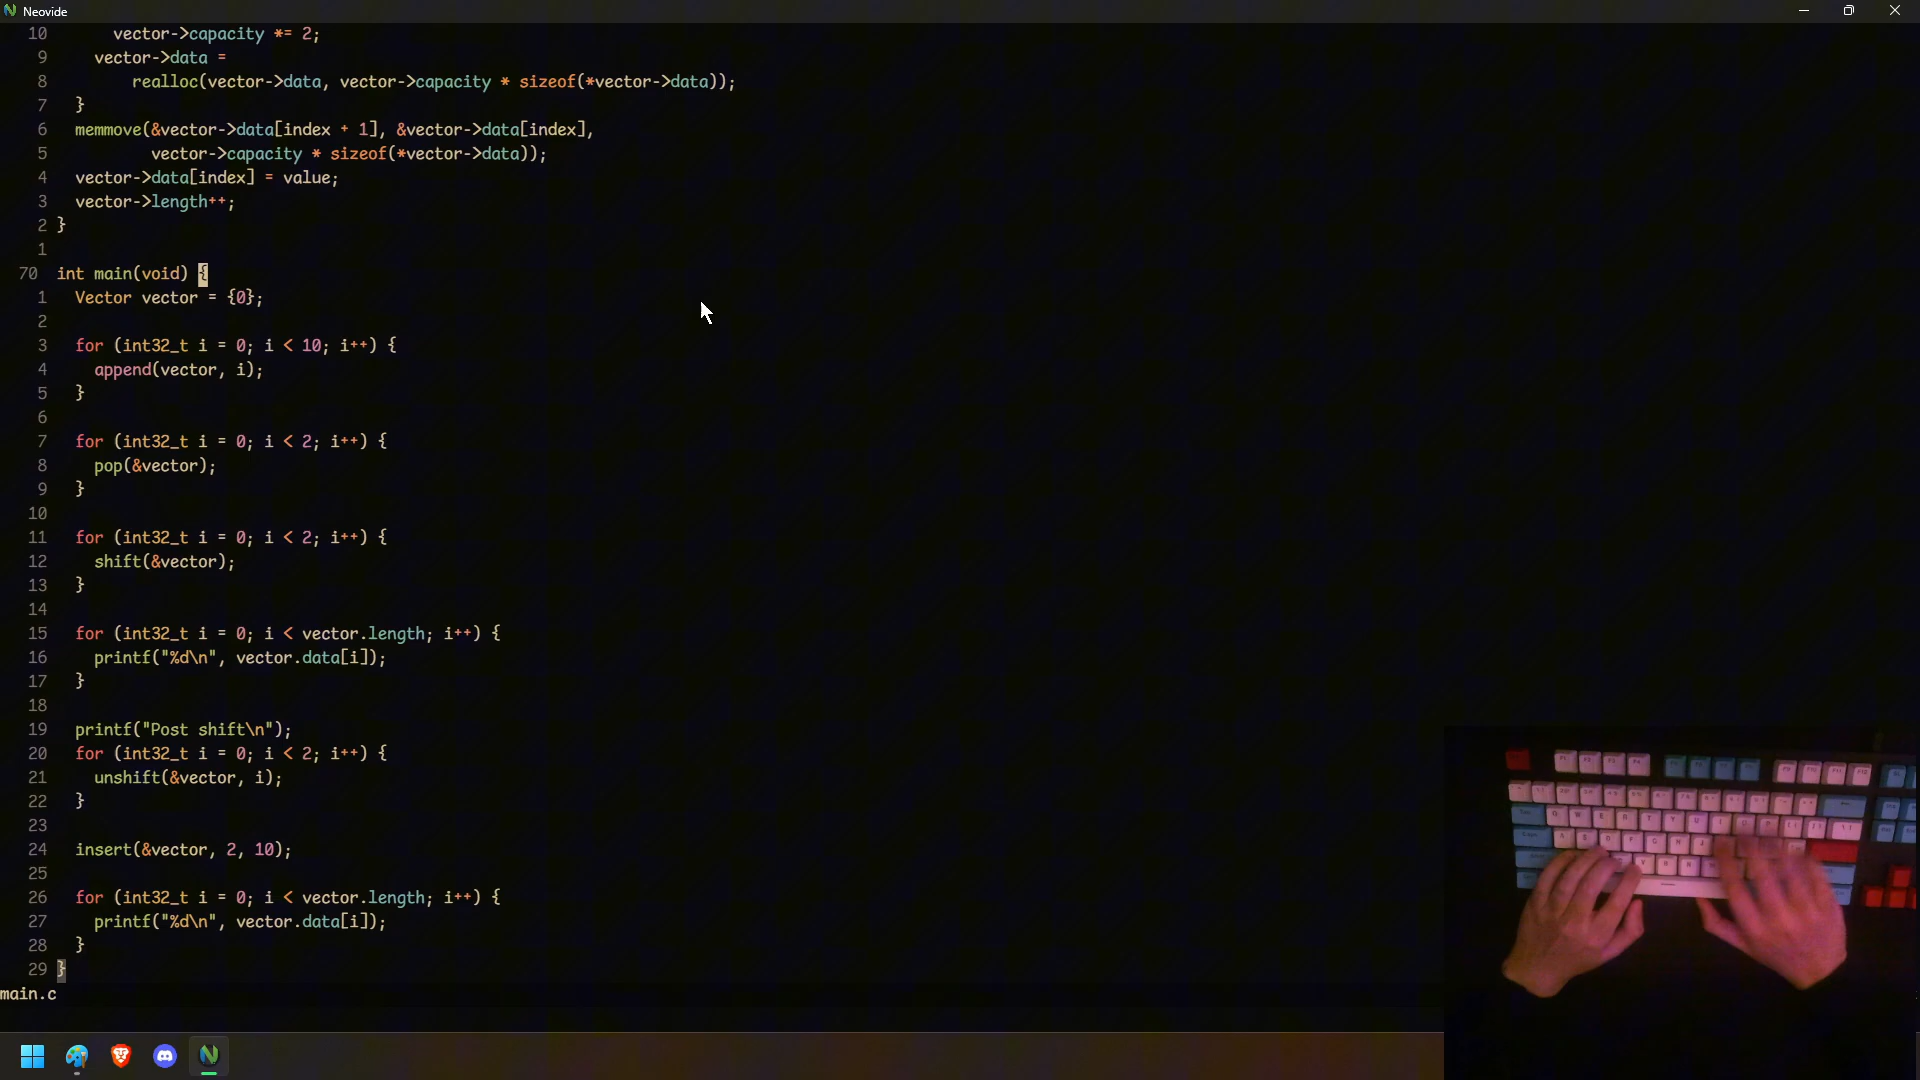 Neovide
10 vector->capacity *= 2;
9 vector->data =
8 realloc(vector->data, vector->capacity * sizeof(*vector->data));
7 }
6 memmove(&vector->data[index + 1], &vector->data[index],
5 vector->capacity * sizeof(*vector->data));
4 vector->data[index] = value;
3 vector->length++;
2 }
1
70 int main(void) {
1 Vector vector = {0};
2
3 for (int32_t i = 0; i < 10; i++) {
4 append(vector, i);
5 }
6
7 for (int32_t i = 0; i < 2; i++) {
8 pop(&vector);
9 }
10
11 for (int32_t i = 0; i < 2; i++) {
12 shift(&vector);
13 }
14
15 for (int32_t i = 0; i < vector.length; i++) {
16 printf("%d\n", vector.data[i]);
17 }
18
19 printf("Post shift\n");
20 for (int32_t i = 0; i < 2; i++) {
21 unshift(&vector, i);
22 }
23
24 insert(&vector, 2, 10);
25
26 for (int32_t i = 0; i < vector.length; i++) {
27 printf("%d\n", vector.data[i]);
28 }
29 }
main.c